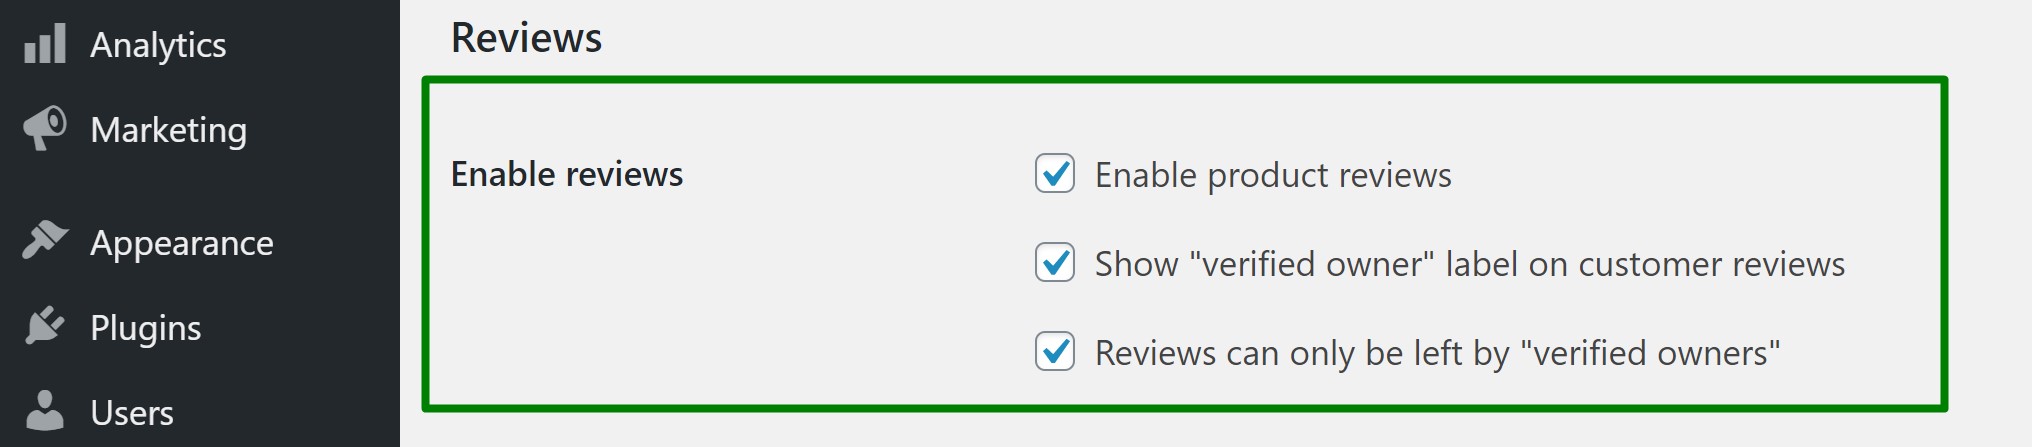 Analytics
Marketing
Appearance
Plugins
Users
Reviews
Enable reviews
Enable product reviews
Show "verified owner" label on customer reviews
Reviews can only be left by "verified owners"